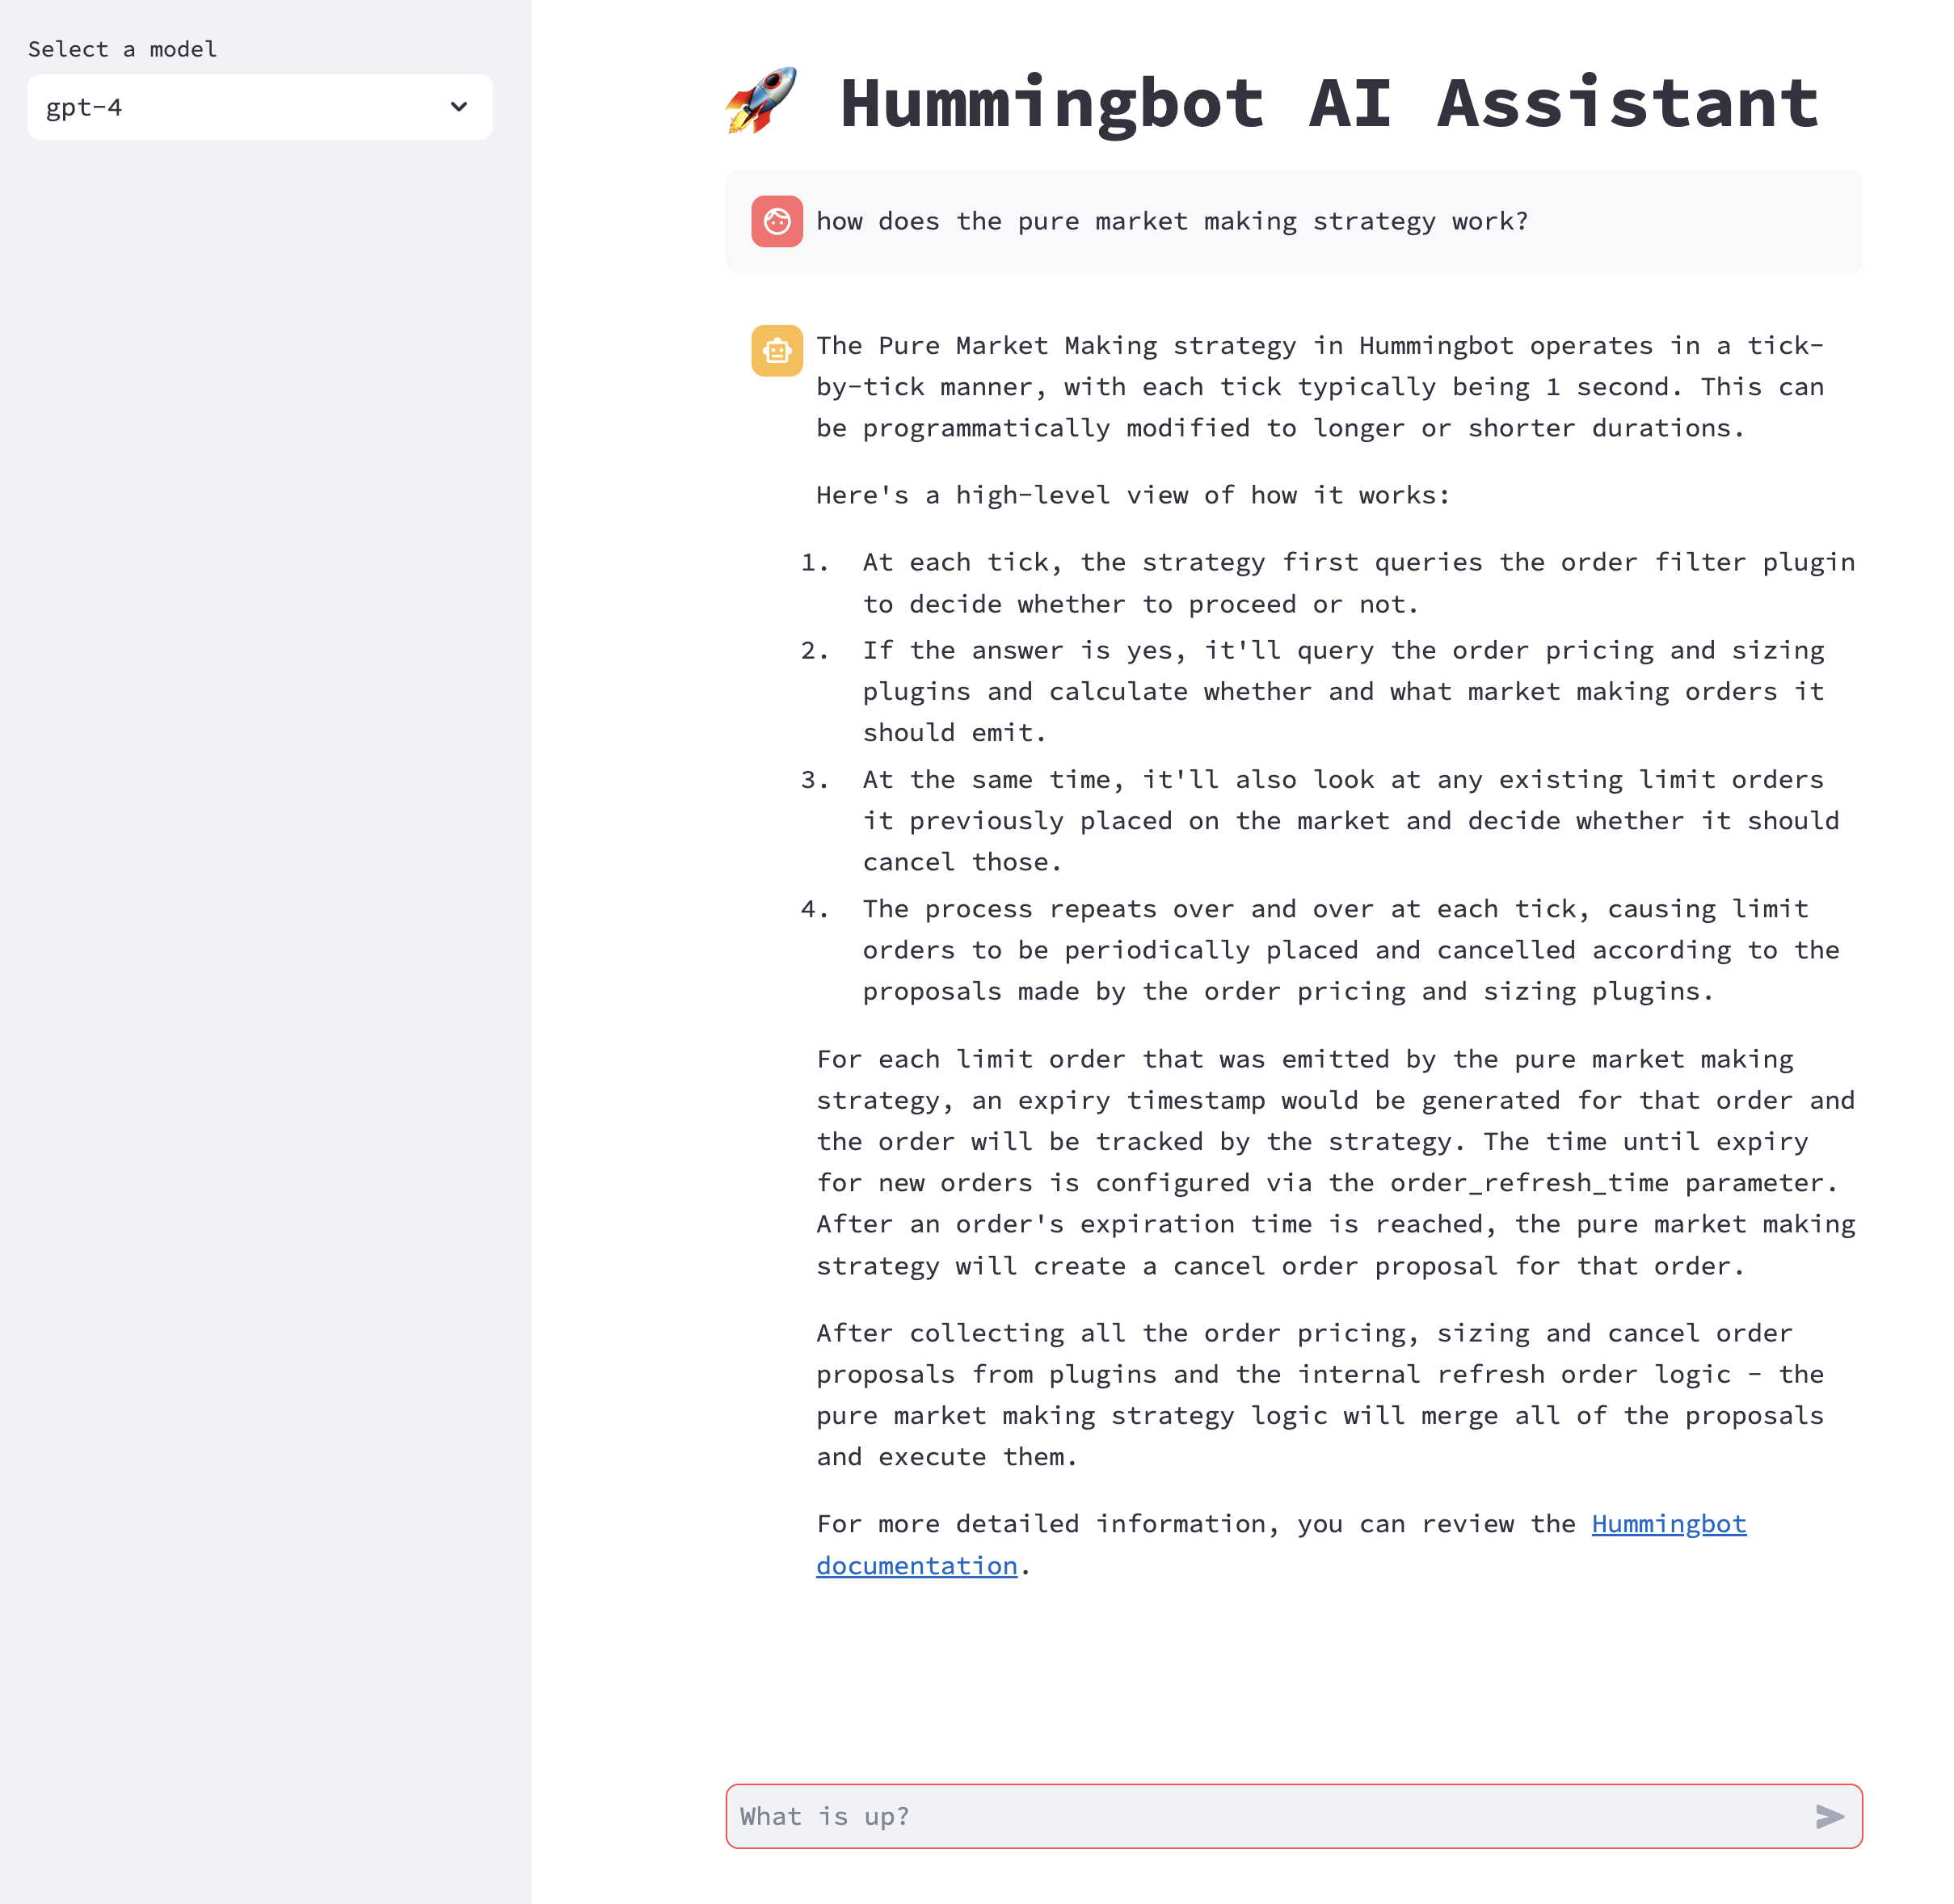 Select a model
gpt-4
🚀 Hummingbot AI Assistant
how does the pure market making strategy work?
The Pure Market Making strategy in Hummingbot operates in a tick-
by-tick manner, with each tick typically being 1 second. This can
be programmatically modified to longer or shorter durations.
Here's a high-level view of how it works:
1. At each tick, the strategy first queries the order filter plugin
to decide whether to proceed or not.
2. If the answer is yes, it'll query the order pricing and sizing
plugins and calculate whether and what market making orders it
should emit.
3. At the same time, it'll also look at any existing limit orders
it previously placed on the market and decide whether it should
cancel those.
4. The process repeats over and over at each tick, causing limit
orders to be periodically placed and cancelled according to the
proposals made by the order pricing and sizing plugins.
For each limit order that was emitted by the pure market making
strategy, an expiry timestamp would be generated for that order and
the order will be tracked by the strategy. The time until expiry
for new orders is configured via the order_refresh_time parameter.
After an order's expiration time is reached, the pure market making
strategy will create a cancel order proposal for that order.
After collecting all the order pricing, sizing and cancel order
proposals from plugins and the internal refresh order logic - the
pure market making strategy logic will merge all of the proposals
and execute them.
For more detailed information, you can review the Hummingbot
documentation.
What is up?